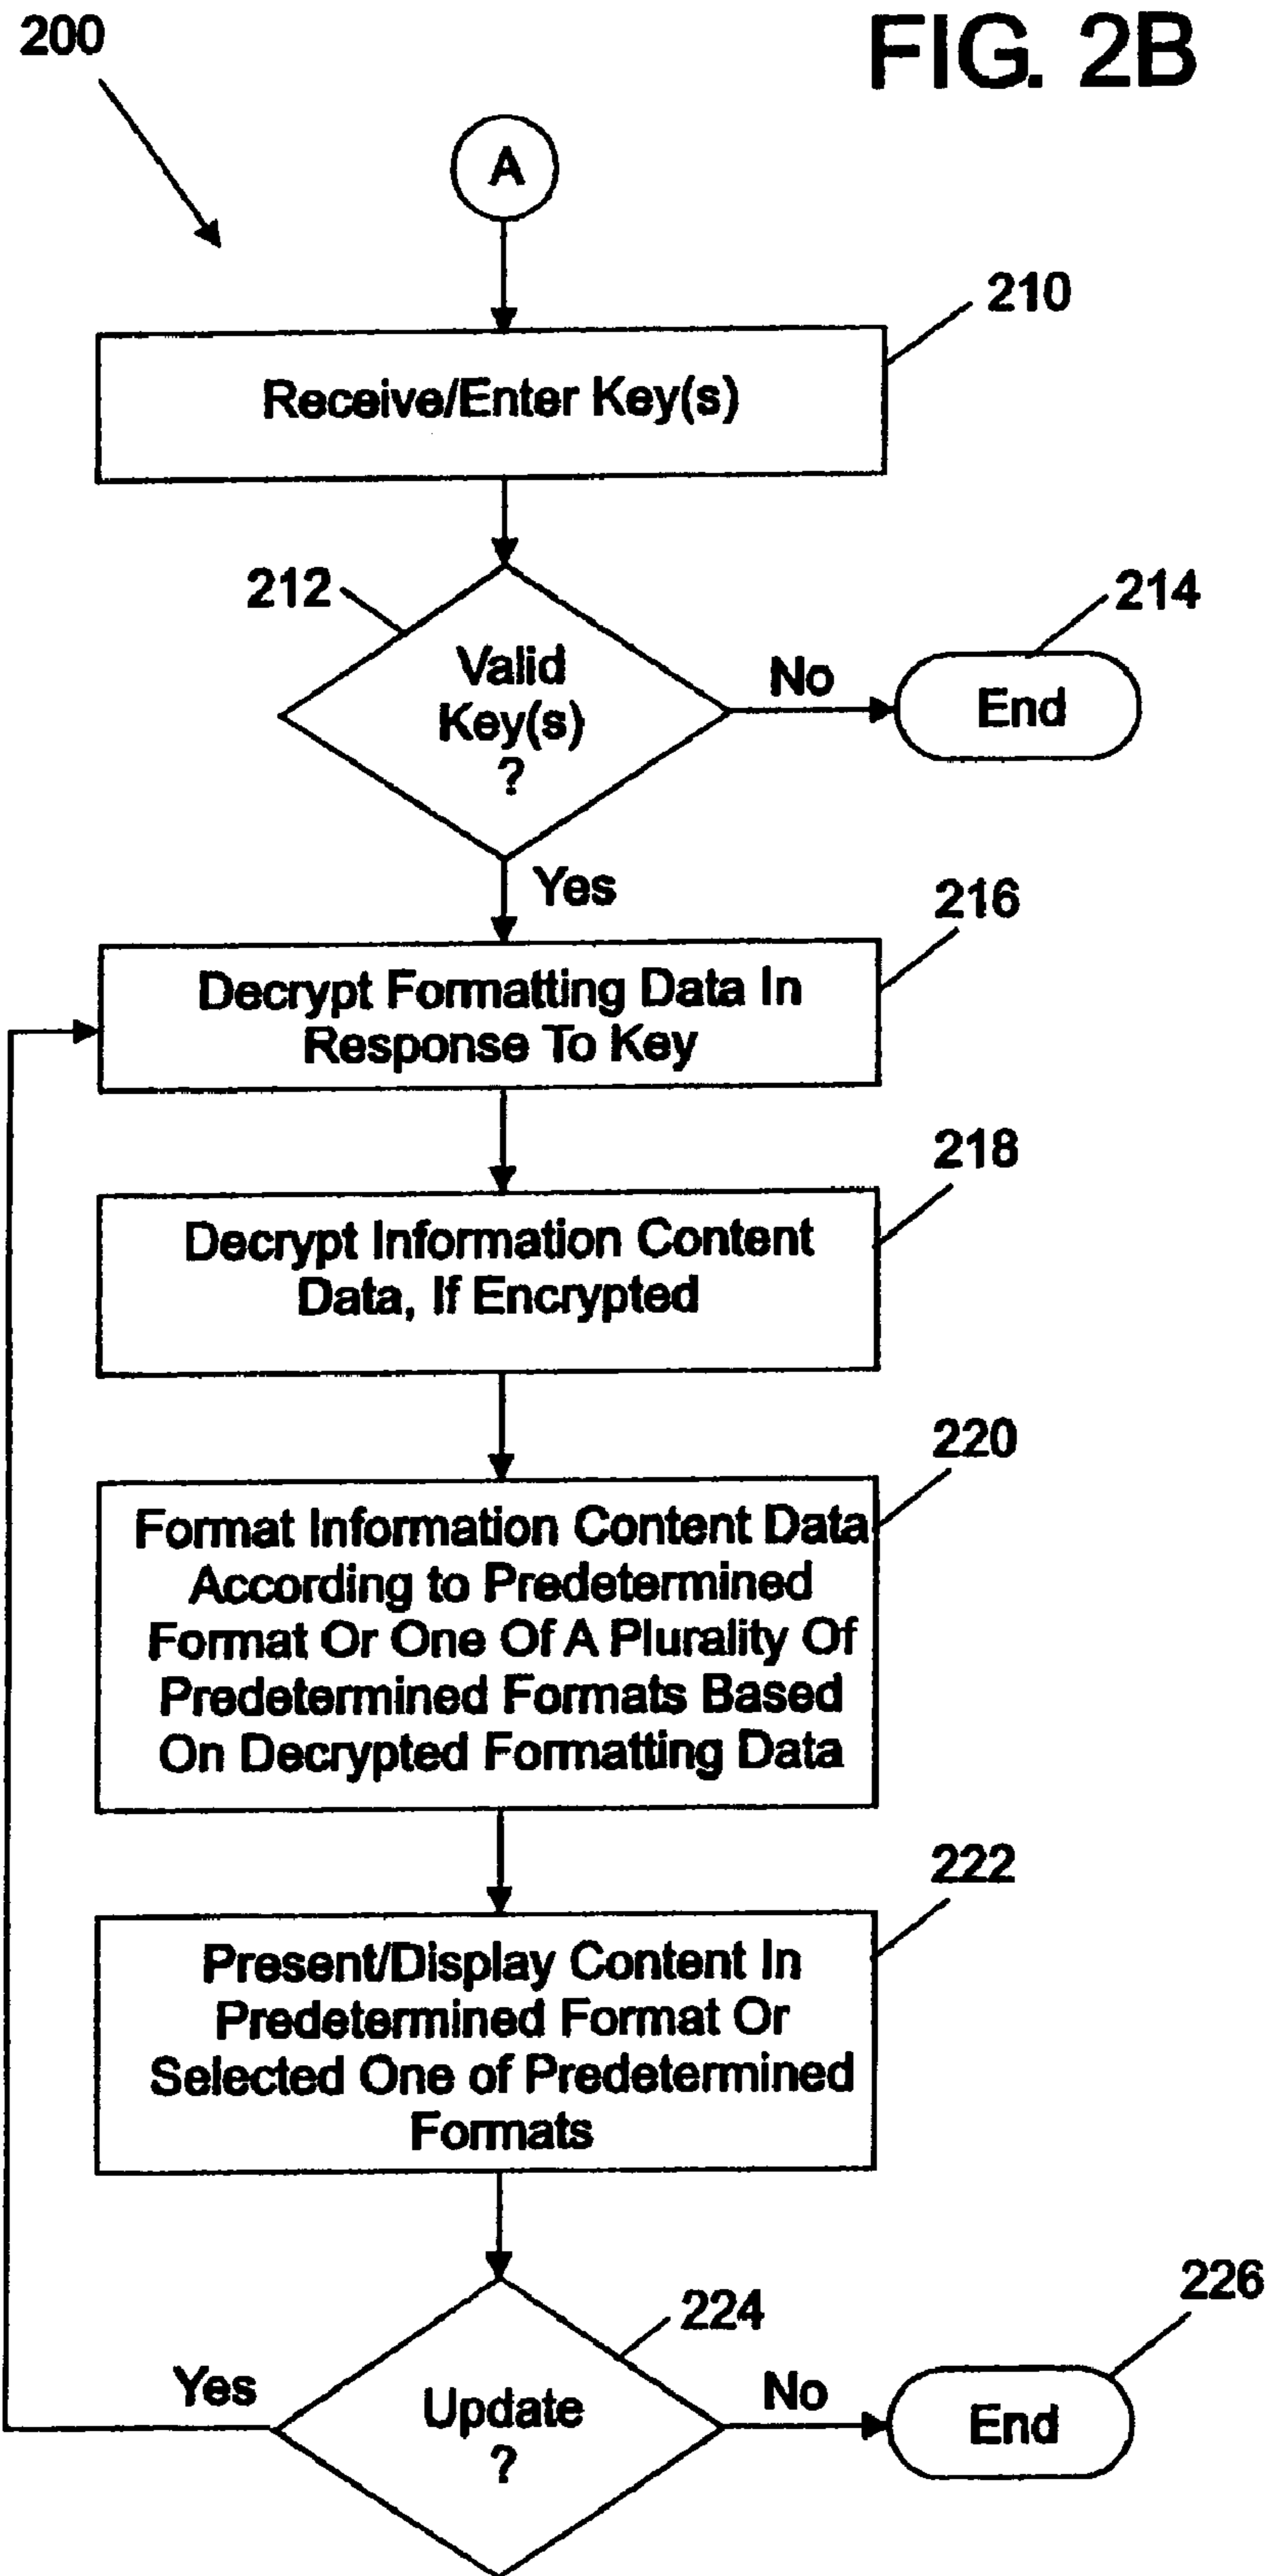 200
FIG. 2B
A
210
Receive/Enter Key(s)
212
Valid
Key(s)
?
No
214
End
Yes
216
Decrypt Formatting Data In
Response To Key
218
Decrypt Information Content
Data, If Encrypted
220
Format Information Content Data
According to Predetermined
Format Or One Of A Plurality Of
Predetermined Formats Based
On Decrypted Formatting Data
222
Present/Display Content In
Predetermined Format Or
Selected One of Predetermined
Formats
224
Yes
Update
?
No
226
End